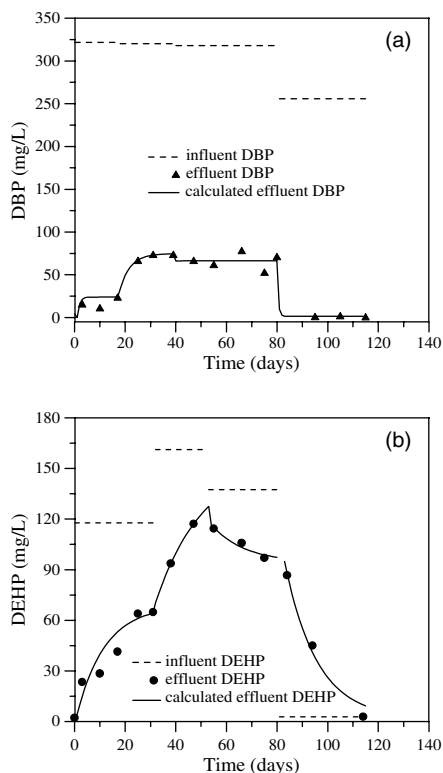 (a)
350
300
250
200
150
100
50
0
DBP (mg/L)
influent DBP
effluent DBP
calculated effluent DBP
0 20 40 60 80 100 120 140
Time (days)
(b)
180
150
120
90
60
30
0
DEHP (mg/L)
influent DEHP
effluent DEHP
calculated effluent DEHP
0 20 40 60 80 100 120 140
Time (days)